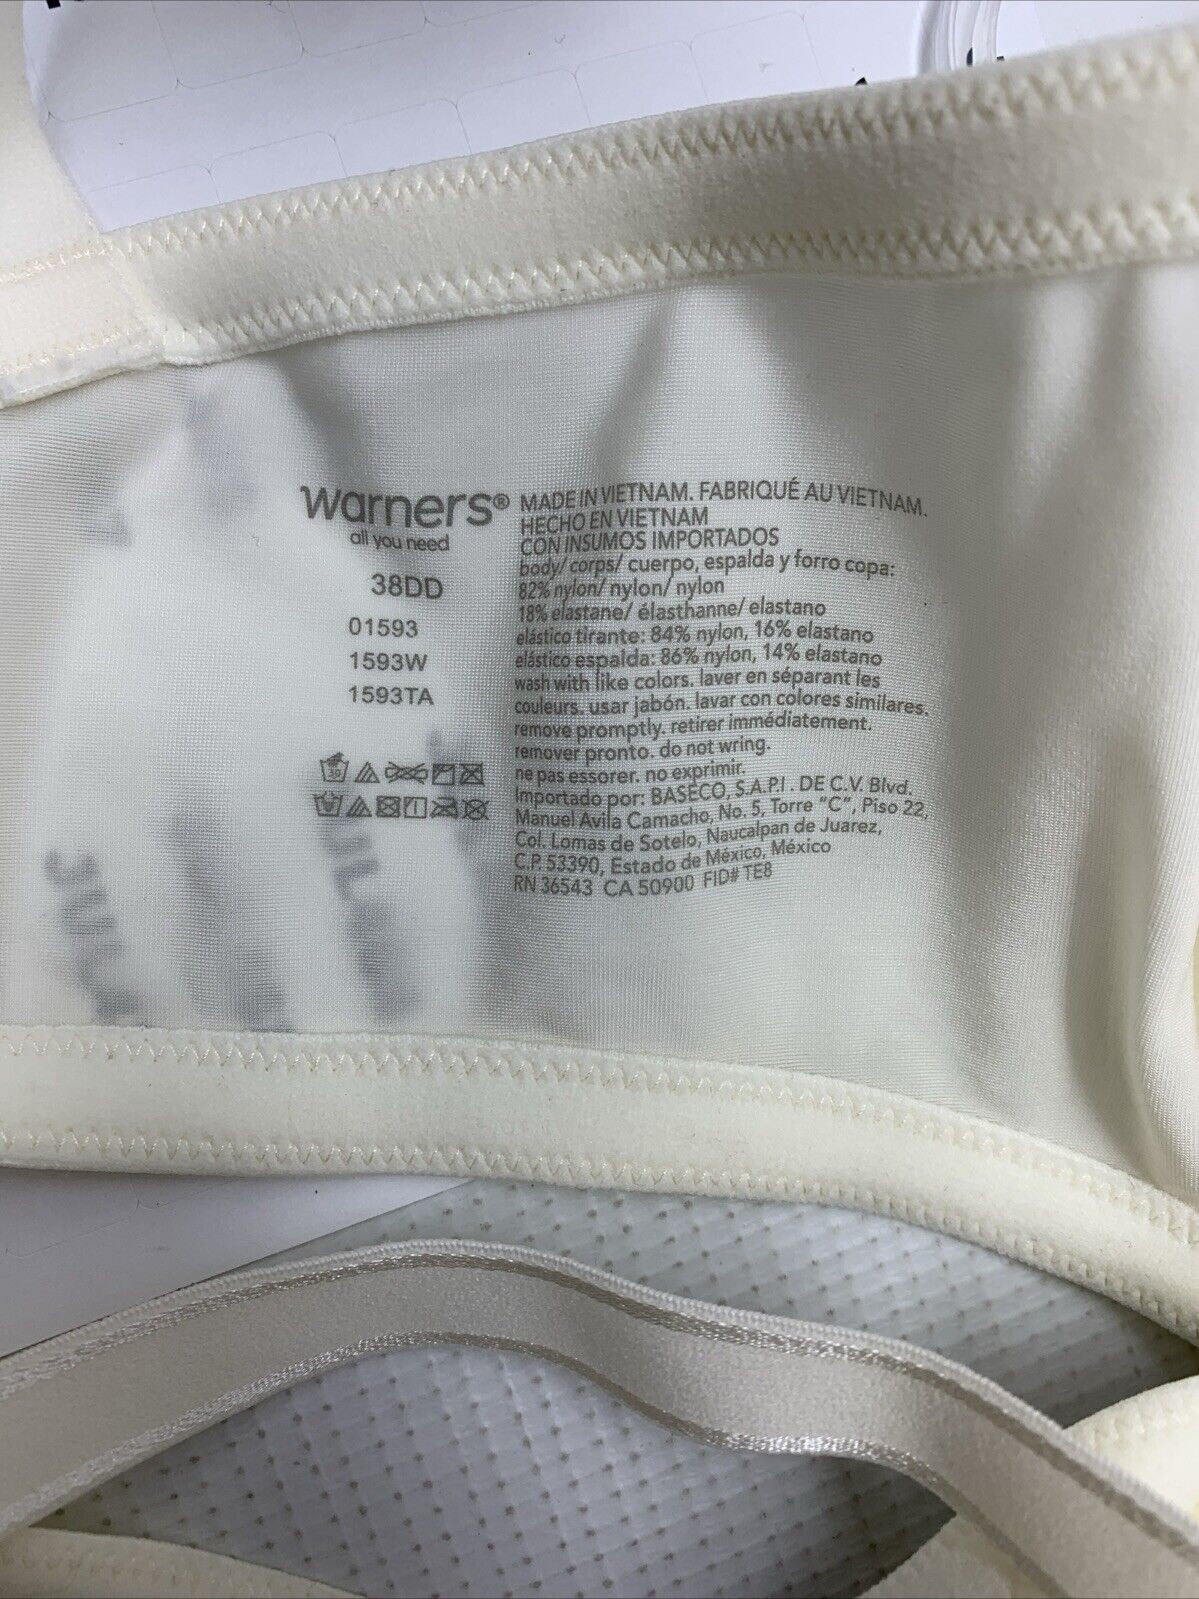 warners®
all you need
38DD
01593
1593W
1593TA
MADE IN VIETNAM. FABRIQUÉ AU VIETNAM.
HECHO EN VIETNAM
CON INSUMOS IMPORTADOS
body/ corps/ cuerpo, espalda y forro copa:
82% nylon/ nylon/ nylon
18% elastane/ élasthanne/ elastano
elástico tirante: 84% nylon, 16% elastano
elástico espalda: 86% nylon, 14% elastano
wash with like colors. laver en séparant les
couleurs. usar jabón. lavar con colores similares.
remove promptly. retirer immédiatement.
remover pronto. do not wring.
ne pas essorer. no exprimir.
Importado por: BASECO, S.A.P.I. DE C.V. Blvd.
Manuel Avila Camacho, No. 5, Torre "C", Piso 22,
Col. Lomas de Sotelo, Naucalpan de Juarez,
C.P. 53390, Estado de México, México
RN 36543 CA 50900 FID# TE8